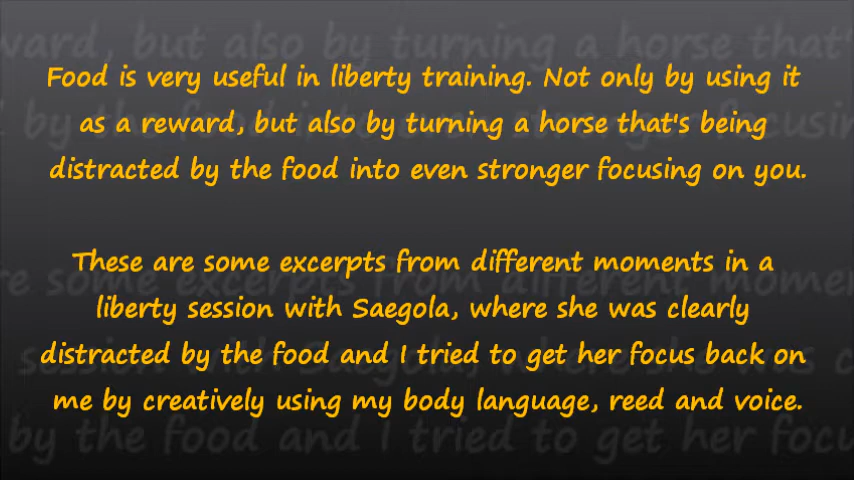 Food is very useful in liberty training. Not only by using it
as a reward, but also by turning a horse that's being
distracted by the food into even stronger focusing on you.
These are some excerpts from different moments in a
liberty session with Saegola, where she was clearly
distracted by the food and I tried to get her focus back on
me by creatively using my body language, reed and voice.